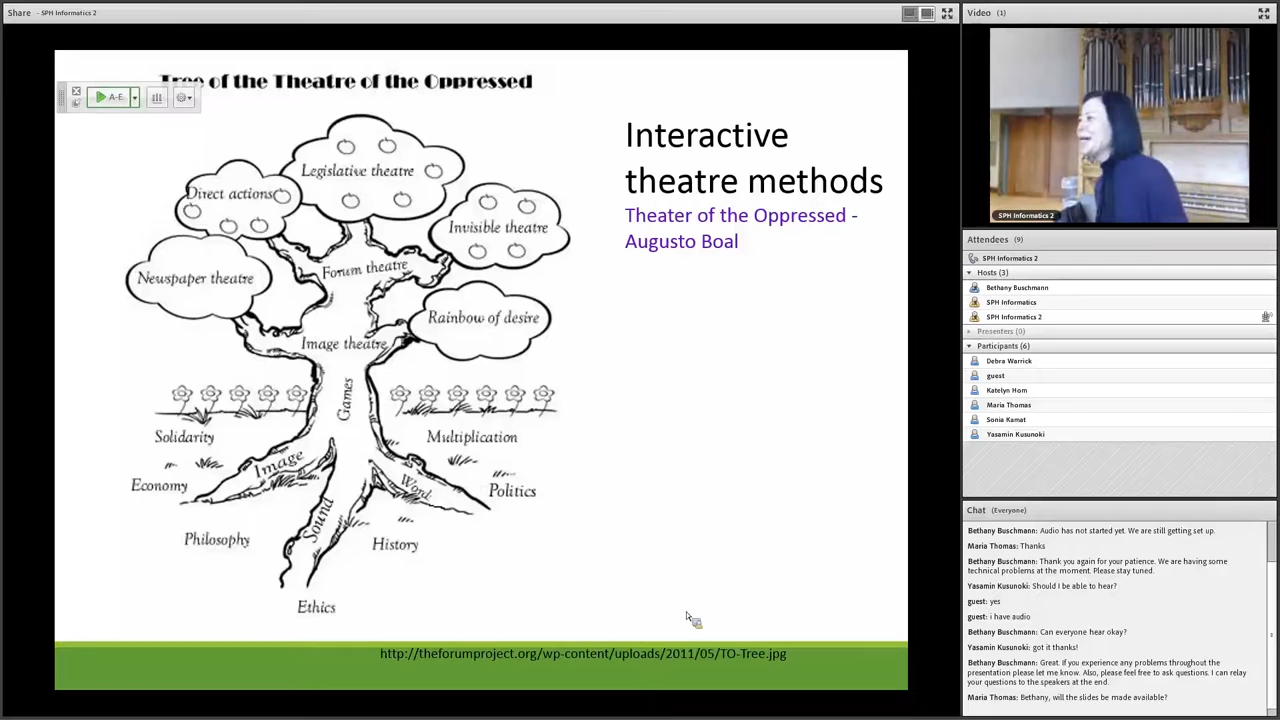 Share - SPH Informatics 2
Tree of the Theatre of the Oppressed
A-E
Legislative theatre
Direct actions
Invisible theatre
Newspaper theatre
Forum theatre
Rainbow of desire
Image theatre
Games
Solidarity
Multiplication
Image
Word
Economy
Politics
Sound
Philosophy
History
Ethics
Interactive
theatre methods
Theater of the Oppressed -
Augusto Boal
http://theforumproject.org/wp-content/uploads/2011/05/TO-Tree.jpg
Video (1)
SPH Informatics 2
Attendees (9)
SPH Informatics 2
Hosts (3)
Bethany Buschmann
SPH Informatics
SPH Informatics 2
Presenters (0)
Participants (6)
Debra Warrick
guest
Katelyn Horn
Maria Thomas
Sonia Kamat
Yasamin Kusunoki
Chat (Everyone)
Bethany Buschmann: Audio has not started yet. We are still getting set up.
Maria Thomas: Thanks
Bethany Buschmann: Thank you again for your patience. We are having some
technical problems at the moment. Please stay tuned.
Yasamin Kusunoki: Should I be able to hear?
guest: yes
guest: i have audio
Bethany Buschmann: Can everyone hear okay?
Yasamin Kusunoki: got it thanks!
Bethany Buschmann: Great. If you experience any problems throughout the
presentation please let me know. Also, please feel free to ask questions. I can relay
your questions to the speakers at the end.
Maria Thomas: Bethany, will the slides be made available?